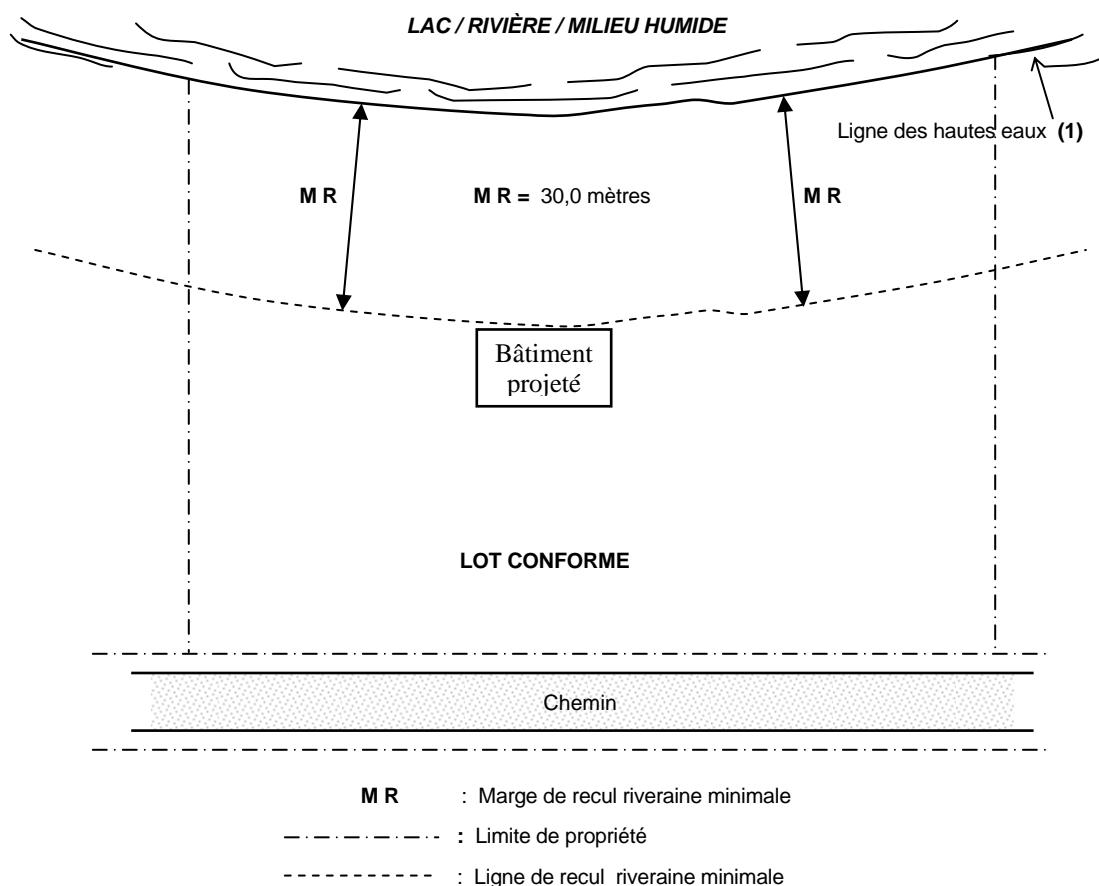 LAC / RIVIÈRE / MILIEU HUMIDE
Ligne des hautes eaux (1)
M R
M R = 30,0 mètres
M R
Bâtiment
projeté
LOT CONFORME
Chemin
M R : Marge de recul riveraine minimale
: Limite de propriété
: Ligne de recul riveraine minimale